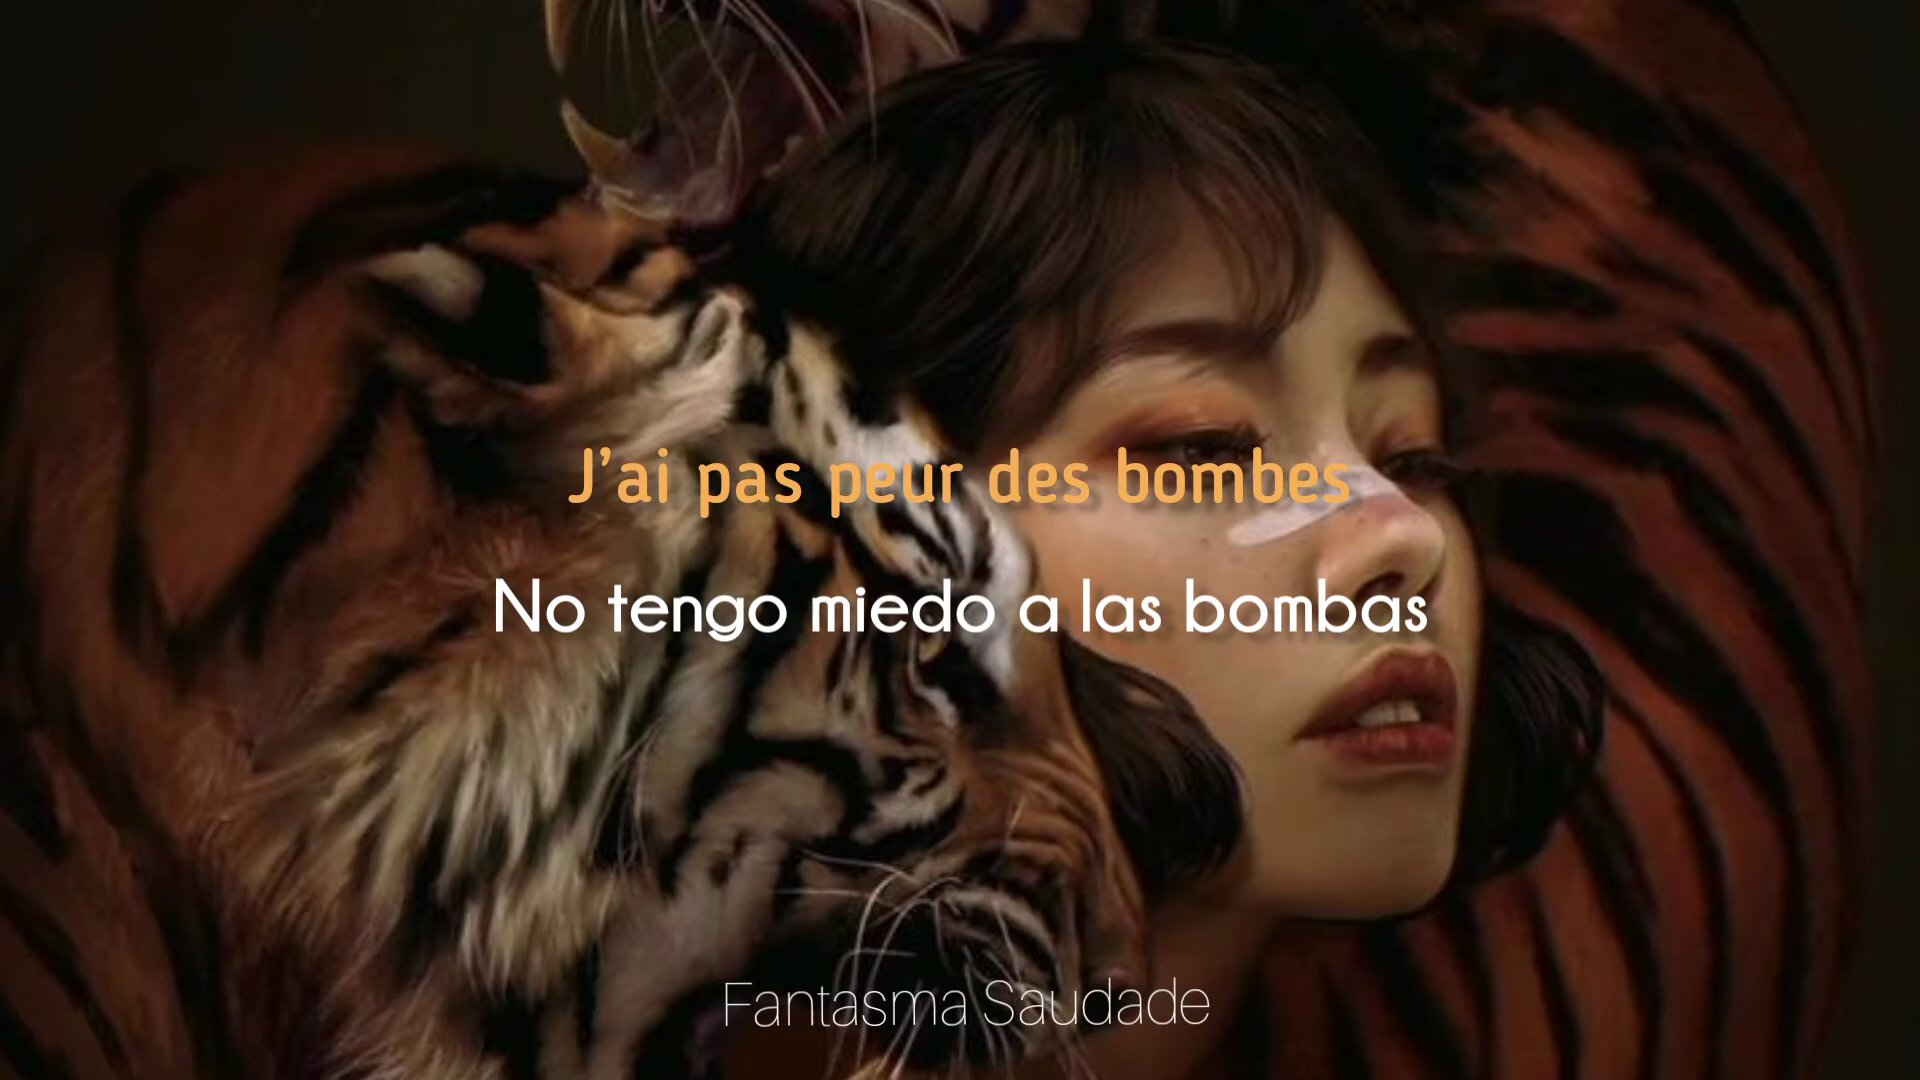 J’ai pas peur des bombes
No tengo miedo a las bombas
Fantasma Saudade